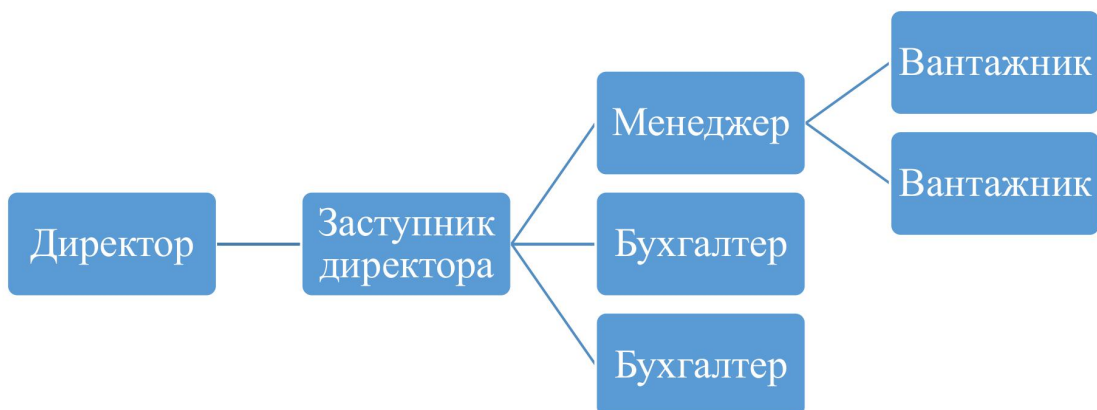 Директор
Заступник
директора
Менеджер
Бухгалтер
Бухгалтер
Вантажник
Вантажник